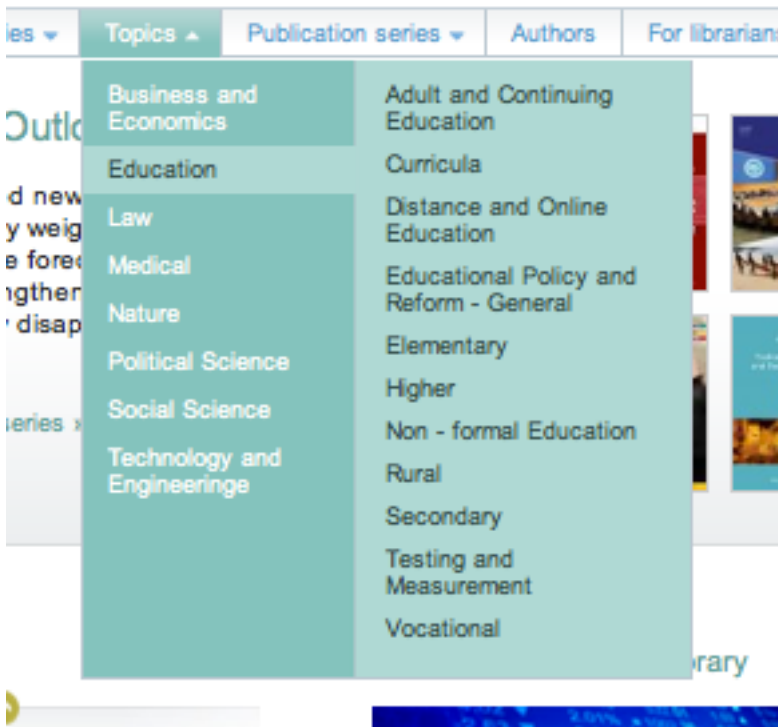 ies
Topics
Publication series
Authors
For librarians
Business and
Economics
Education
Law
Medical
Nature
Political Science
Social Science
Technology and
Engineeringe
Adult and Continuing
Education
Curricula
Distance and Online
Education
Educational Policy and
Reform - General
Elementary
Higher
Non - formal Education
Rural
Secondary
Testing and
Measurement
Vocational
Outlo
d new
y weig
e fore
ngther
disap
series »
rary